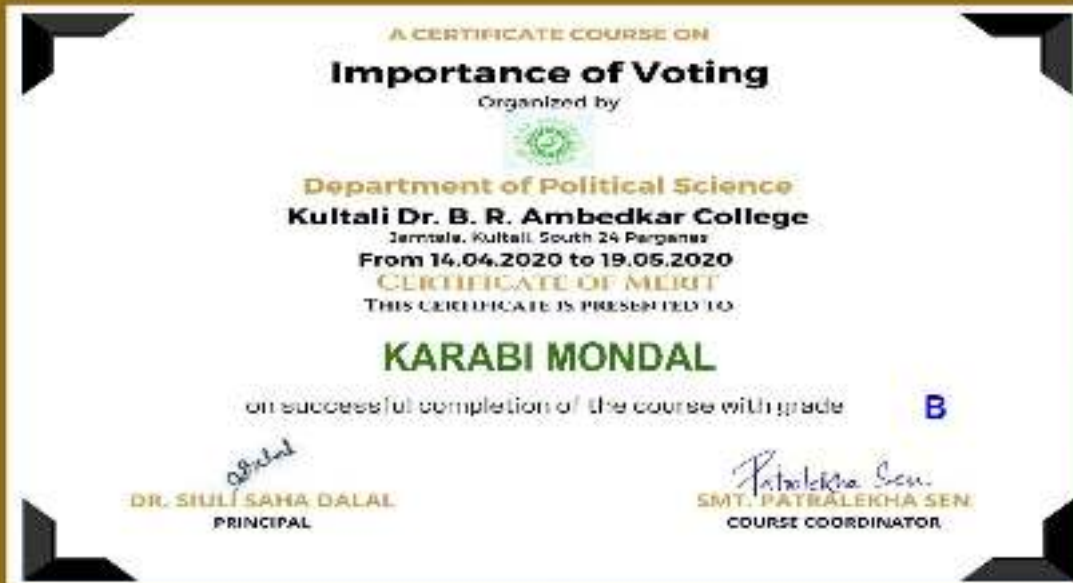 A CERTIFICATE COURSE ON
Importance of Voting
Organized by
Department of Political Science
Kultali Dr. B. R. Ambedkar College
Jamtala, Kultali, South 24 Parganas
From 14.04.2020 to 19.05.2020
CERTIFICATE OF MERIT
THIS CERTIFICATE IS PRESENTED TO
KARABI MONDAL
on successful completion of the course with grade B
Patralekha Sen.
DR. SIULI SAHA DALAL
SMT. PATRALEKHA SEN
PRINCIPAL
COURSE COORDINATOR